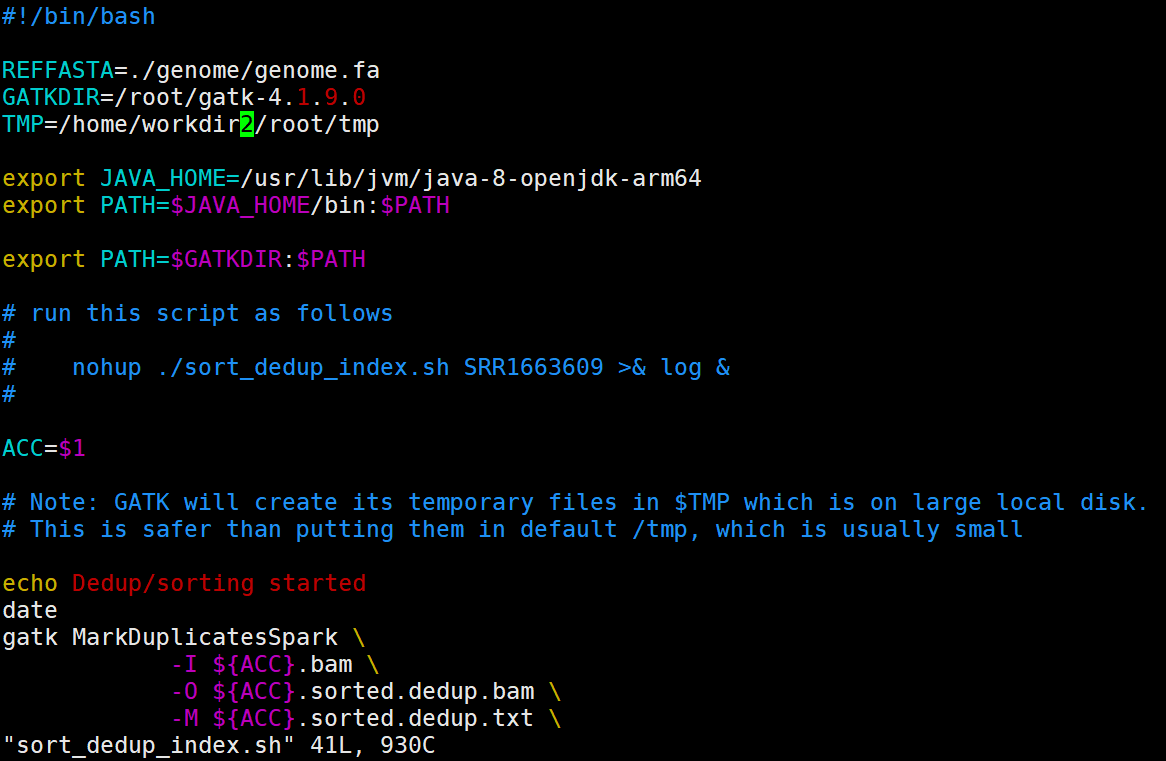 #!/bin/bash
REFFASTA=./genome/genome.fa
GATKDIR=/root/gatk-4.1.9.0
TMP=/home/workdir2/root/tmp
export JAVA_HOME=/usr/lib/jvm/java-8-openjdk-arm64
export PATH=$JAVA_HOME/bin:$PATH
export PATH=$GATKDIR:$PATH
# run this script as follows
#
#    nohup ./sort_dedup_index.sh SRR1663609 >& log &
#
ACC=$1
# Note: GATK will create its temporary files in $TMP which is on large local disk.
# This is safer than putting them in default /tmp, which is usually small
echo Dedup/sorting started
date
gatk MarkDuplicatesSpark \
            -I ${ACC}.bam \
            -O ${ACC}.sorted.dedup.bam \
            -M ${ACC}.sorted.dedup.txt \
"sort_dedup_index.sh" 41L, 930C